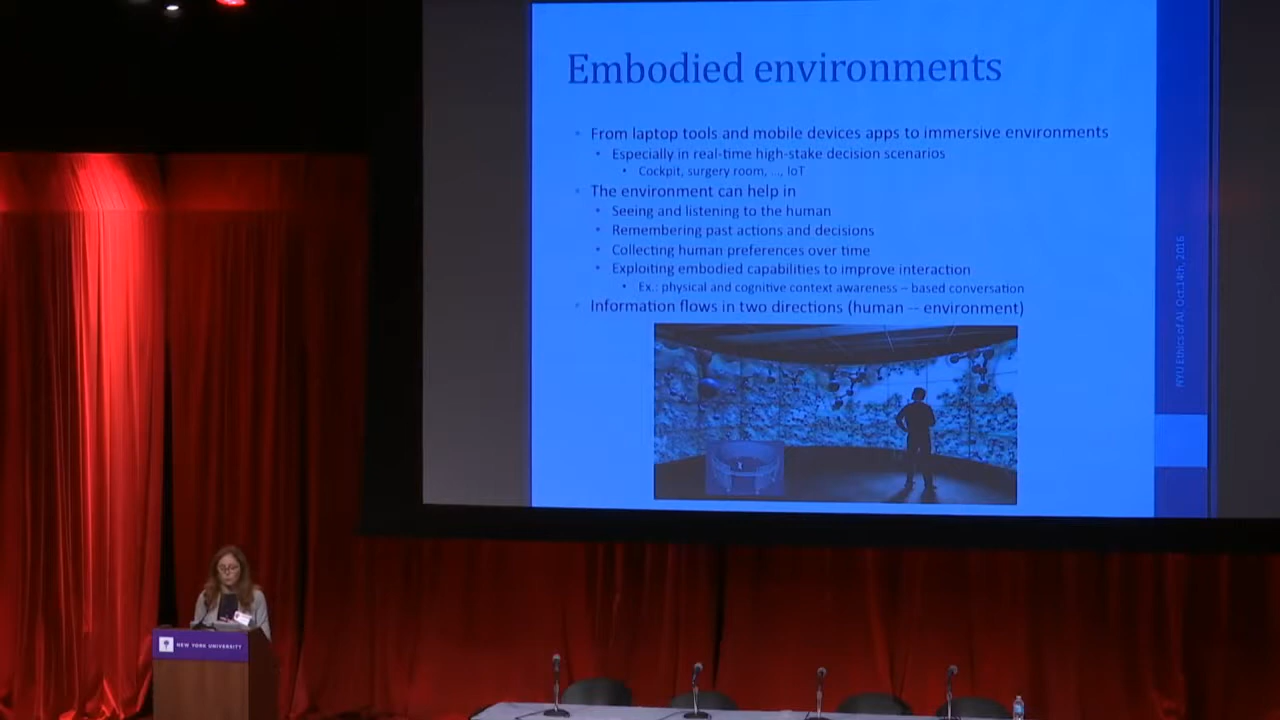 Embodied environments
From laptop tools and mobile devices apps to immersive environments
Especially in real-time high-stake decision scenarios
Cockpit, surgery room, ..., IoT
The environment can help in
Seeing and listening to the human
Remembering past actions and decisions
Collecting human preferences over time
Exploiting embodied capabilities to improve interaction
Ex.: physical and cognitive context awareness – based conversation
Information flows in two directions (human -- environment)
NYU Ethics of AI, Oct.14th, 2016
NEW YORK UNIVERSITY